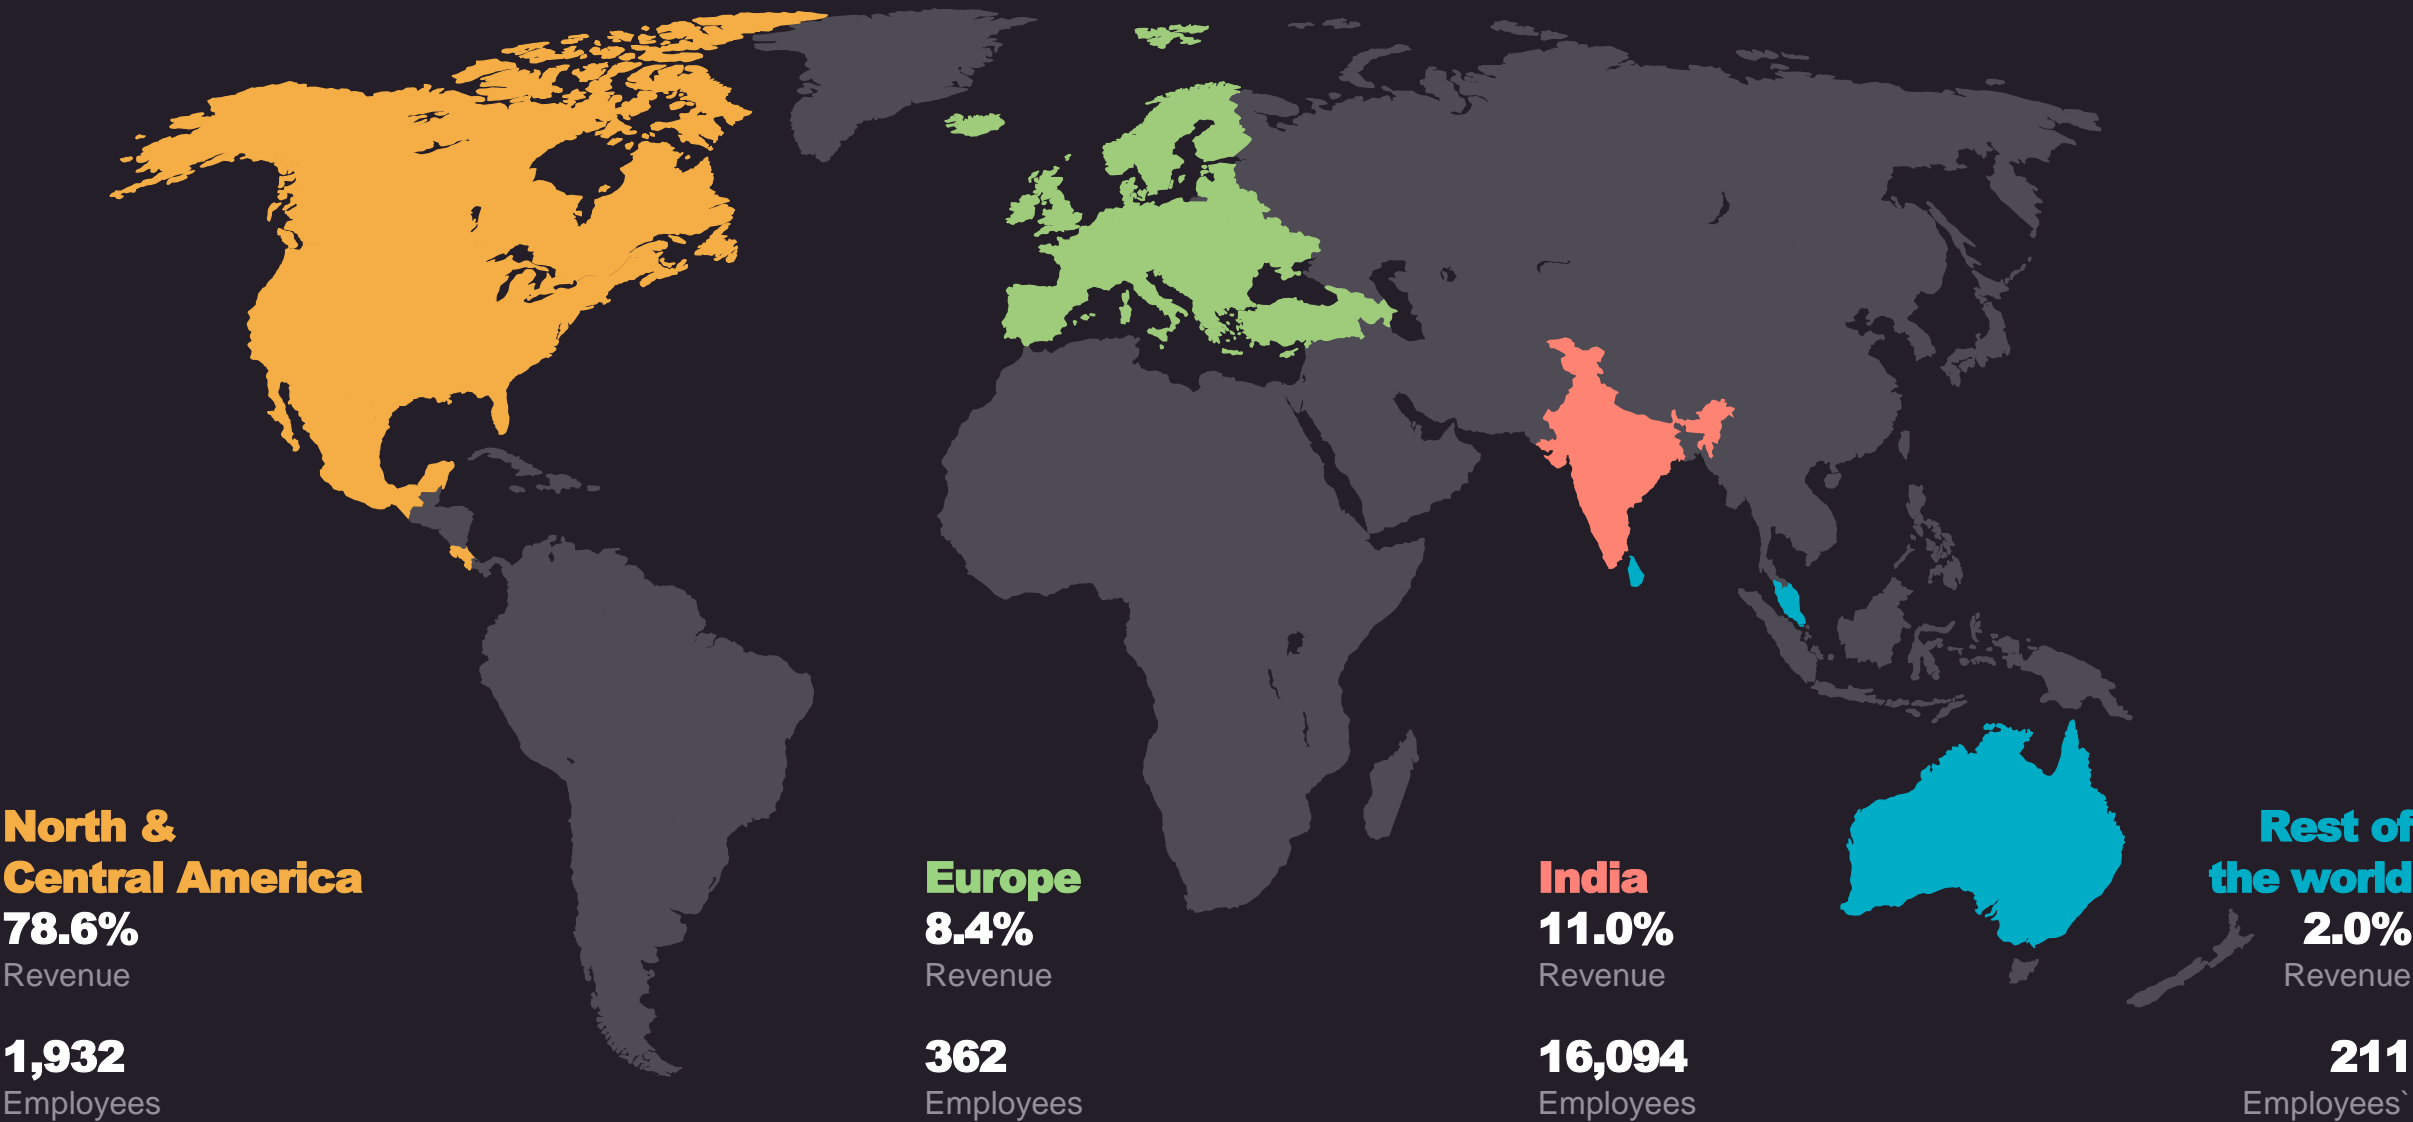 North &
Central America
78.6%
Revenue
1,932
Employees
Europe
8.4%
Revenue
362
Employees
India
11.0%
Revenue
16,094
Employees
Rest of
the world
2.0%
Revenue
211
Employees`